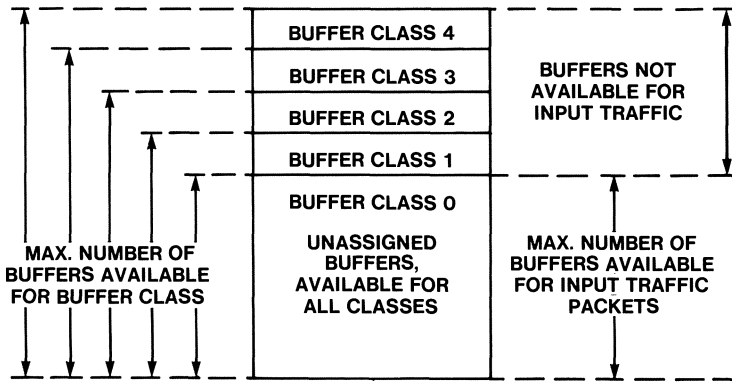 BUFFER CLASS 4
BUFFER CLASS 3
BUFFER CLASS 2
BUFFER CLASS 1
BUFFER CLASS 0
UNASSIGNED
BUFFERS,
AVAILABLE FOR
ALL CLASSES
MAX. NUMBER OF
BUFFERS AVAILABLE
FOR BUFFER CLASS
BUFFERS NOT
AVAILABLE FOR
INPUT TRAFFIC
MAX. NUMBER OF
BUFFERS AVAILABLE
FOR INPUT TRAFFIC
PACKETS